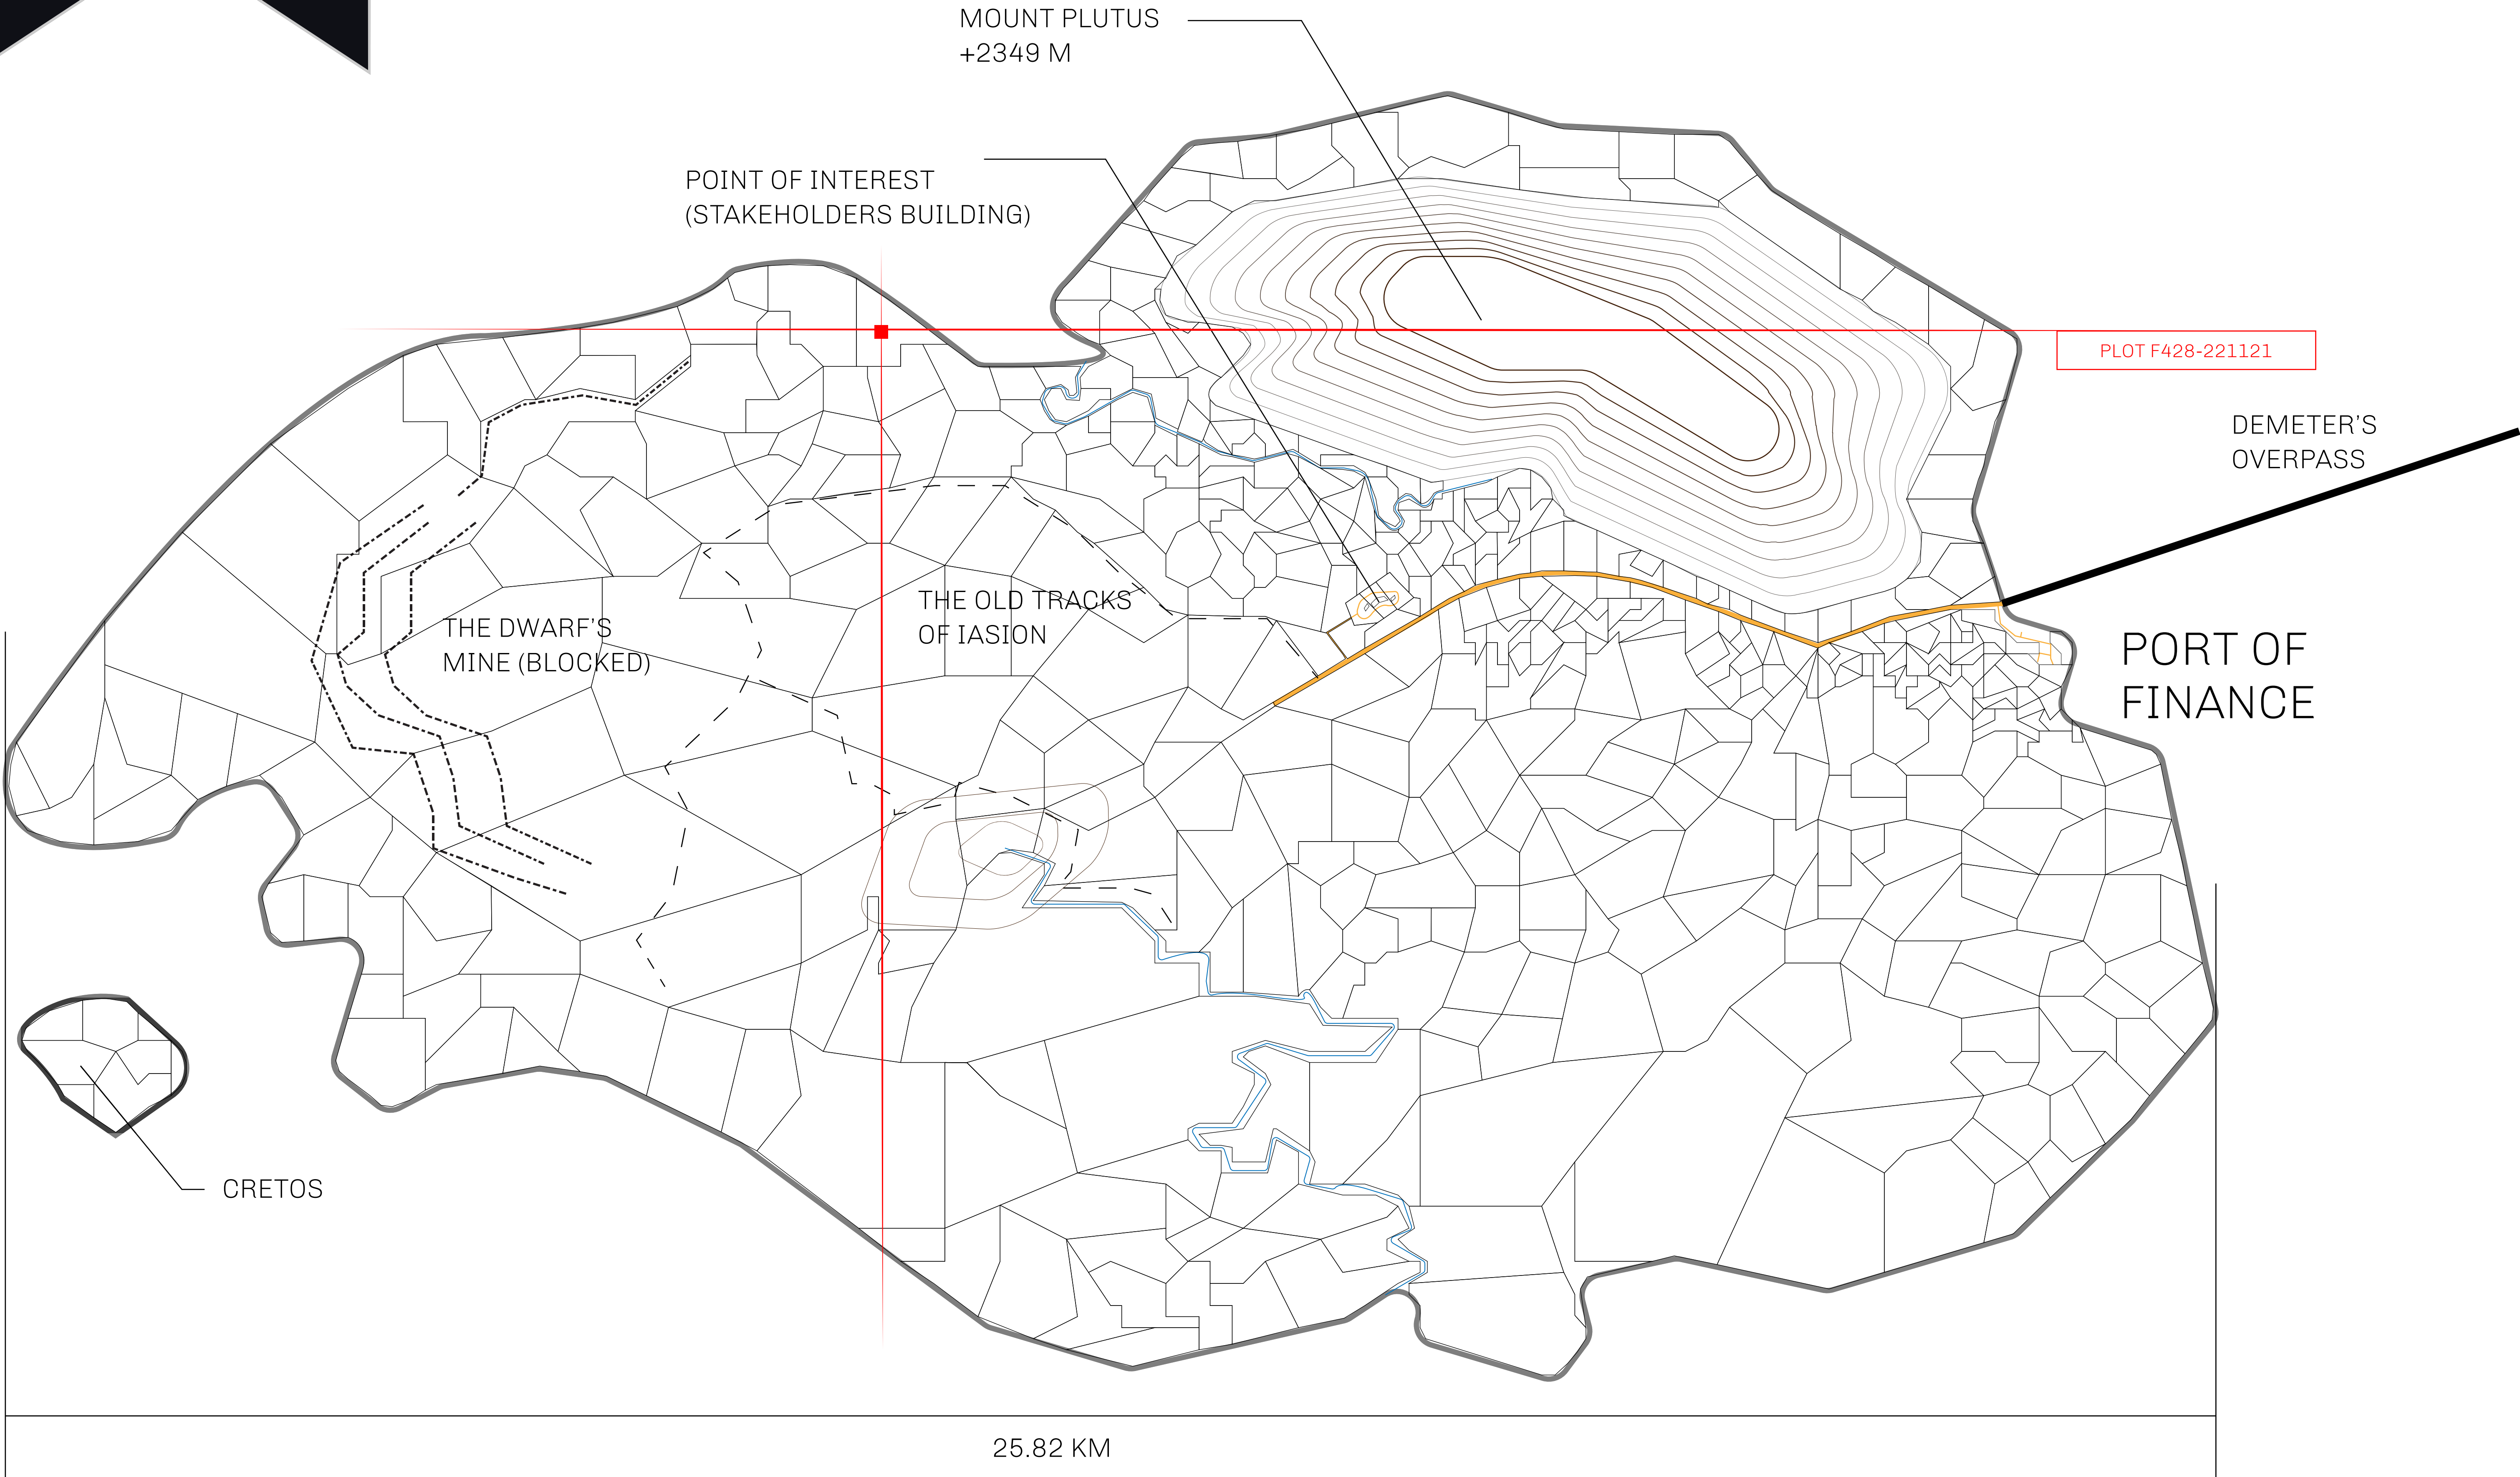 MOUNT PLUTUS
+2349 M
POINT OF INTEREST
(STAKEHOLDERS BUILDING)
PLOT F428-221121
DEMETER'S
OVERPASS
THE OLD TRACKS
OF IASION
THE DWARF'S
MINE (BLOCKED)
PORT OF
FINANCE
CRETOS
25.82 KM